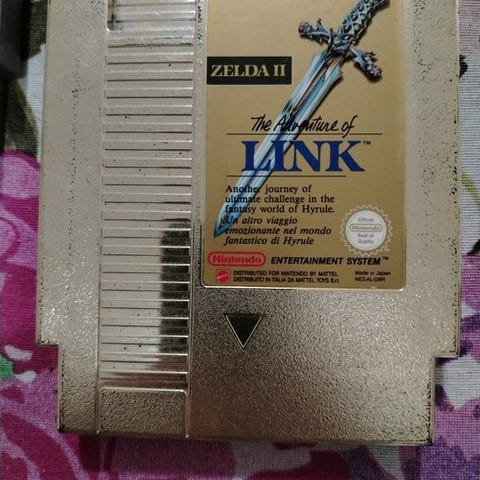 ZELDA II
The Adventure of
LINK™
Another journey of
ultimate challenge in the
fantasy world of Hyrule.
Un altro viaggio
emozionante nel mondo
fantastico di Hyrule
Official
Nintendo
Seal of
Quality
Nintendo ENTERTAINMENT SYSTEM™
DISTRIBUTED FOR NINTENDO BY MATTEL
DISTRIBUITO IN ITALIA DA MATTEL TOYS S.r.l.
Made in Japan
NES-AL-GBR